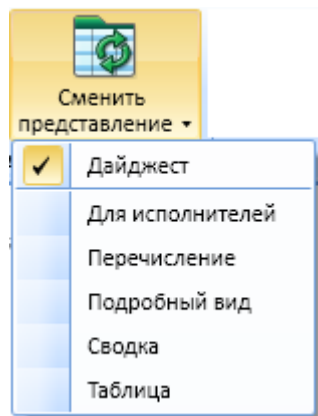 Сменить
представление
Дайджест
Для исполнителей
Перечисление
Подробный вид
Сводка
Таблица